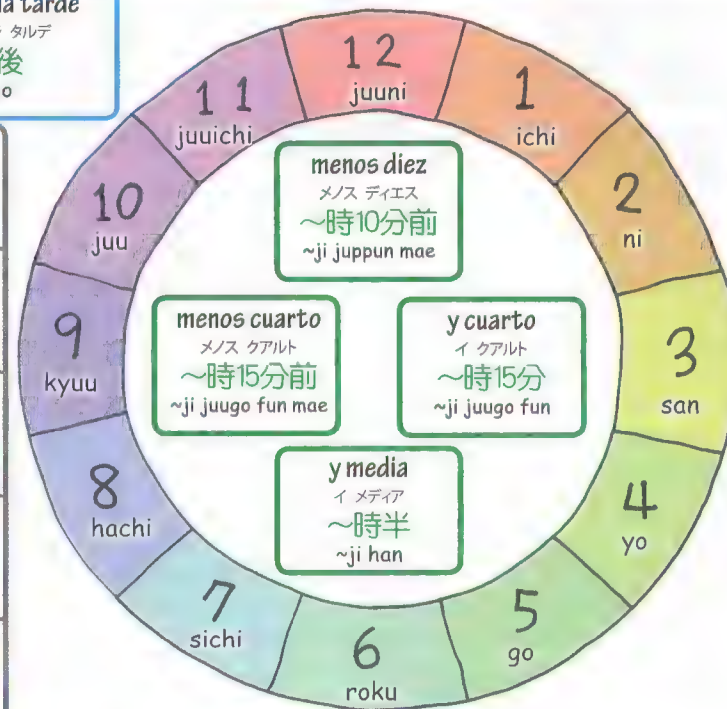 la tarde
タルデ
後
o
12
juuni
1
ichi
2
ni
3
san
4
yo
5
go
6
roku
7
sichi
8
hachi
9
kyuu
10
juu
11
juuichi
menos diez
メノス ディエス
〜時10分前
~ji juppun mae
menos cuarto
メノス クアルト
〜時15分前
~ji juugo fun mae
y cuarto
イ クアルト
〜時15分
~ji juugo fun
y media
イ メディア
〜時半
~ji han